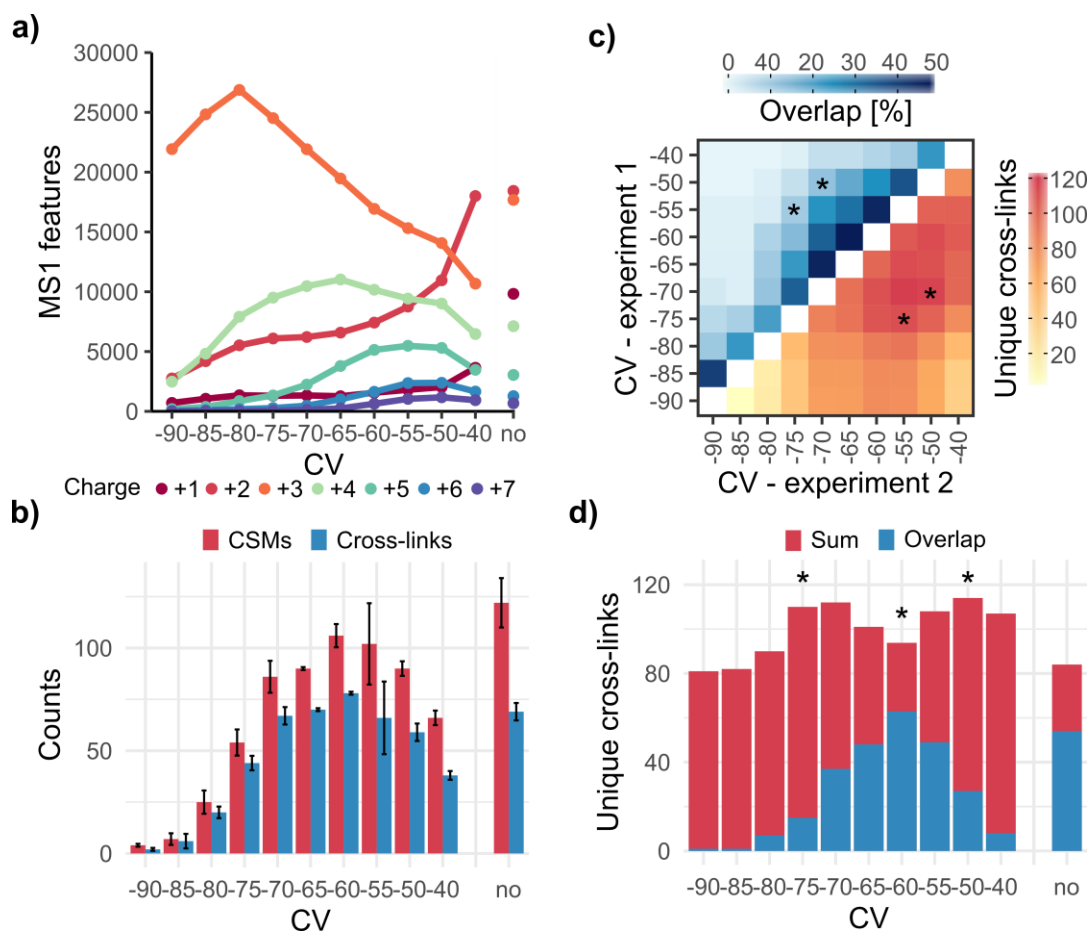 a)
30000
25000
20000
15000
10000
5000
0
MS1 features
-90 -85 -80 -75 -70 -65 -60 -55 -50 -40 no
CV
Charge +1 +2 +3 +4 +5 +6 +7
c)
0 40 20 30 40 50
Overlap [%]
-40
-50
-55
-60
-65
-70
-75
-80
-85
-90
CV - experiment 1
* * * *
-90 -85 -80 -75 -70 -60 -55 -50 -40
CV - experiment 2
120
100
80
60
40
20
Unique cross-links
b)
CSMs Cross-links
100
50
0
Counts
-90 -85 -80 -75 -70 -65 -60 -55 -50 -40 no
CV
d)
Sum Overlap
* * *
120
80
40
0
Unique cross-links
-90 -85 -80 -75 -70 -65 -60 -55 -50 -40 no
CV